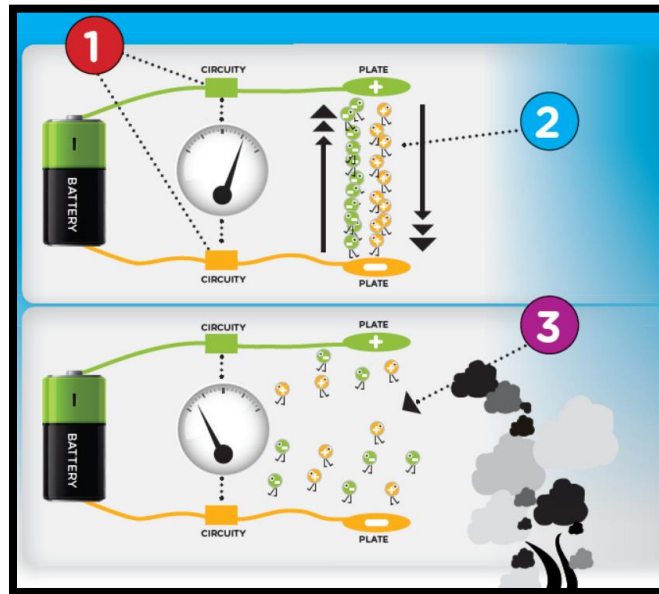 1
CIRCUITY
PLATE
+
BATTERY
2
−
CIRCUITY
PLATE
3
CIRCUITY
PLATE
+
BATTERY
−
CIRCUITY
PLATE